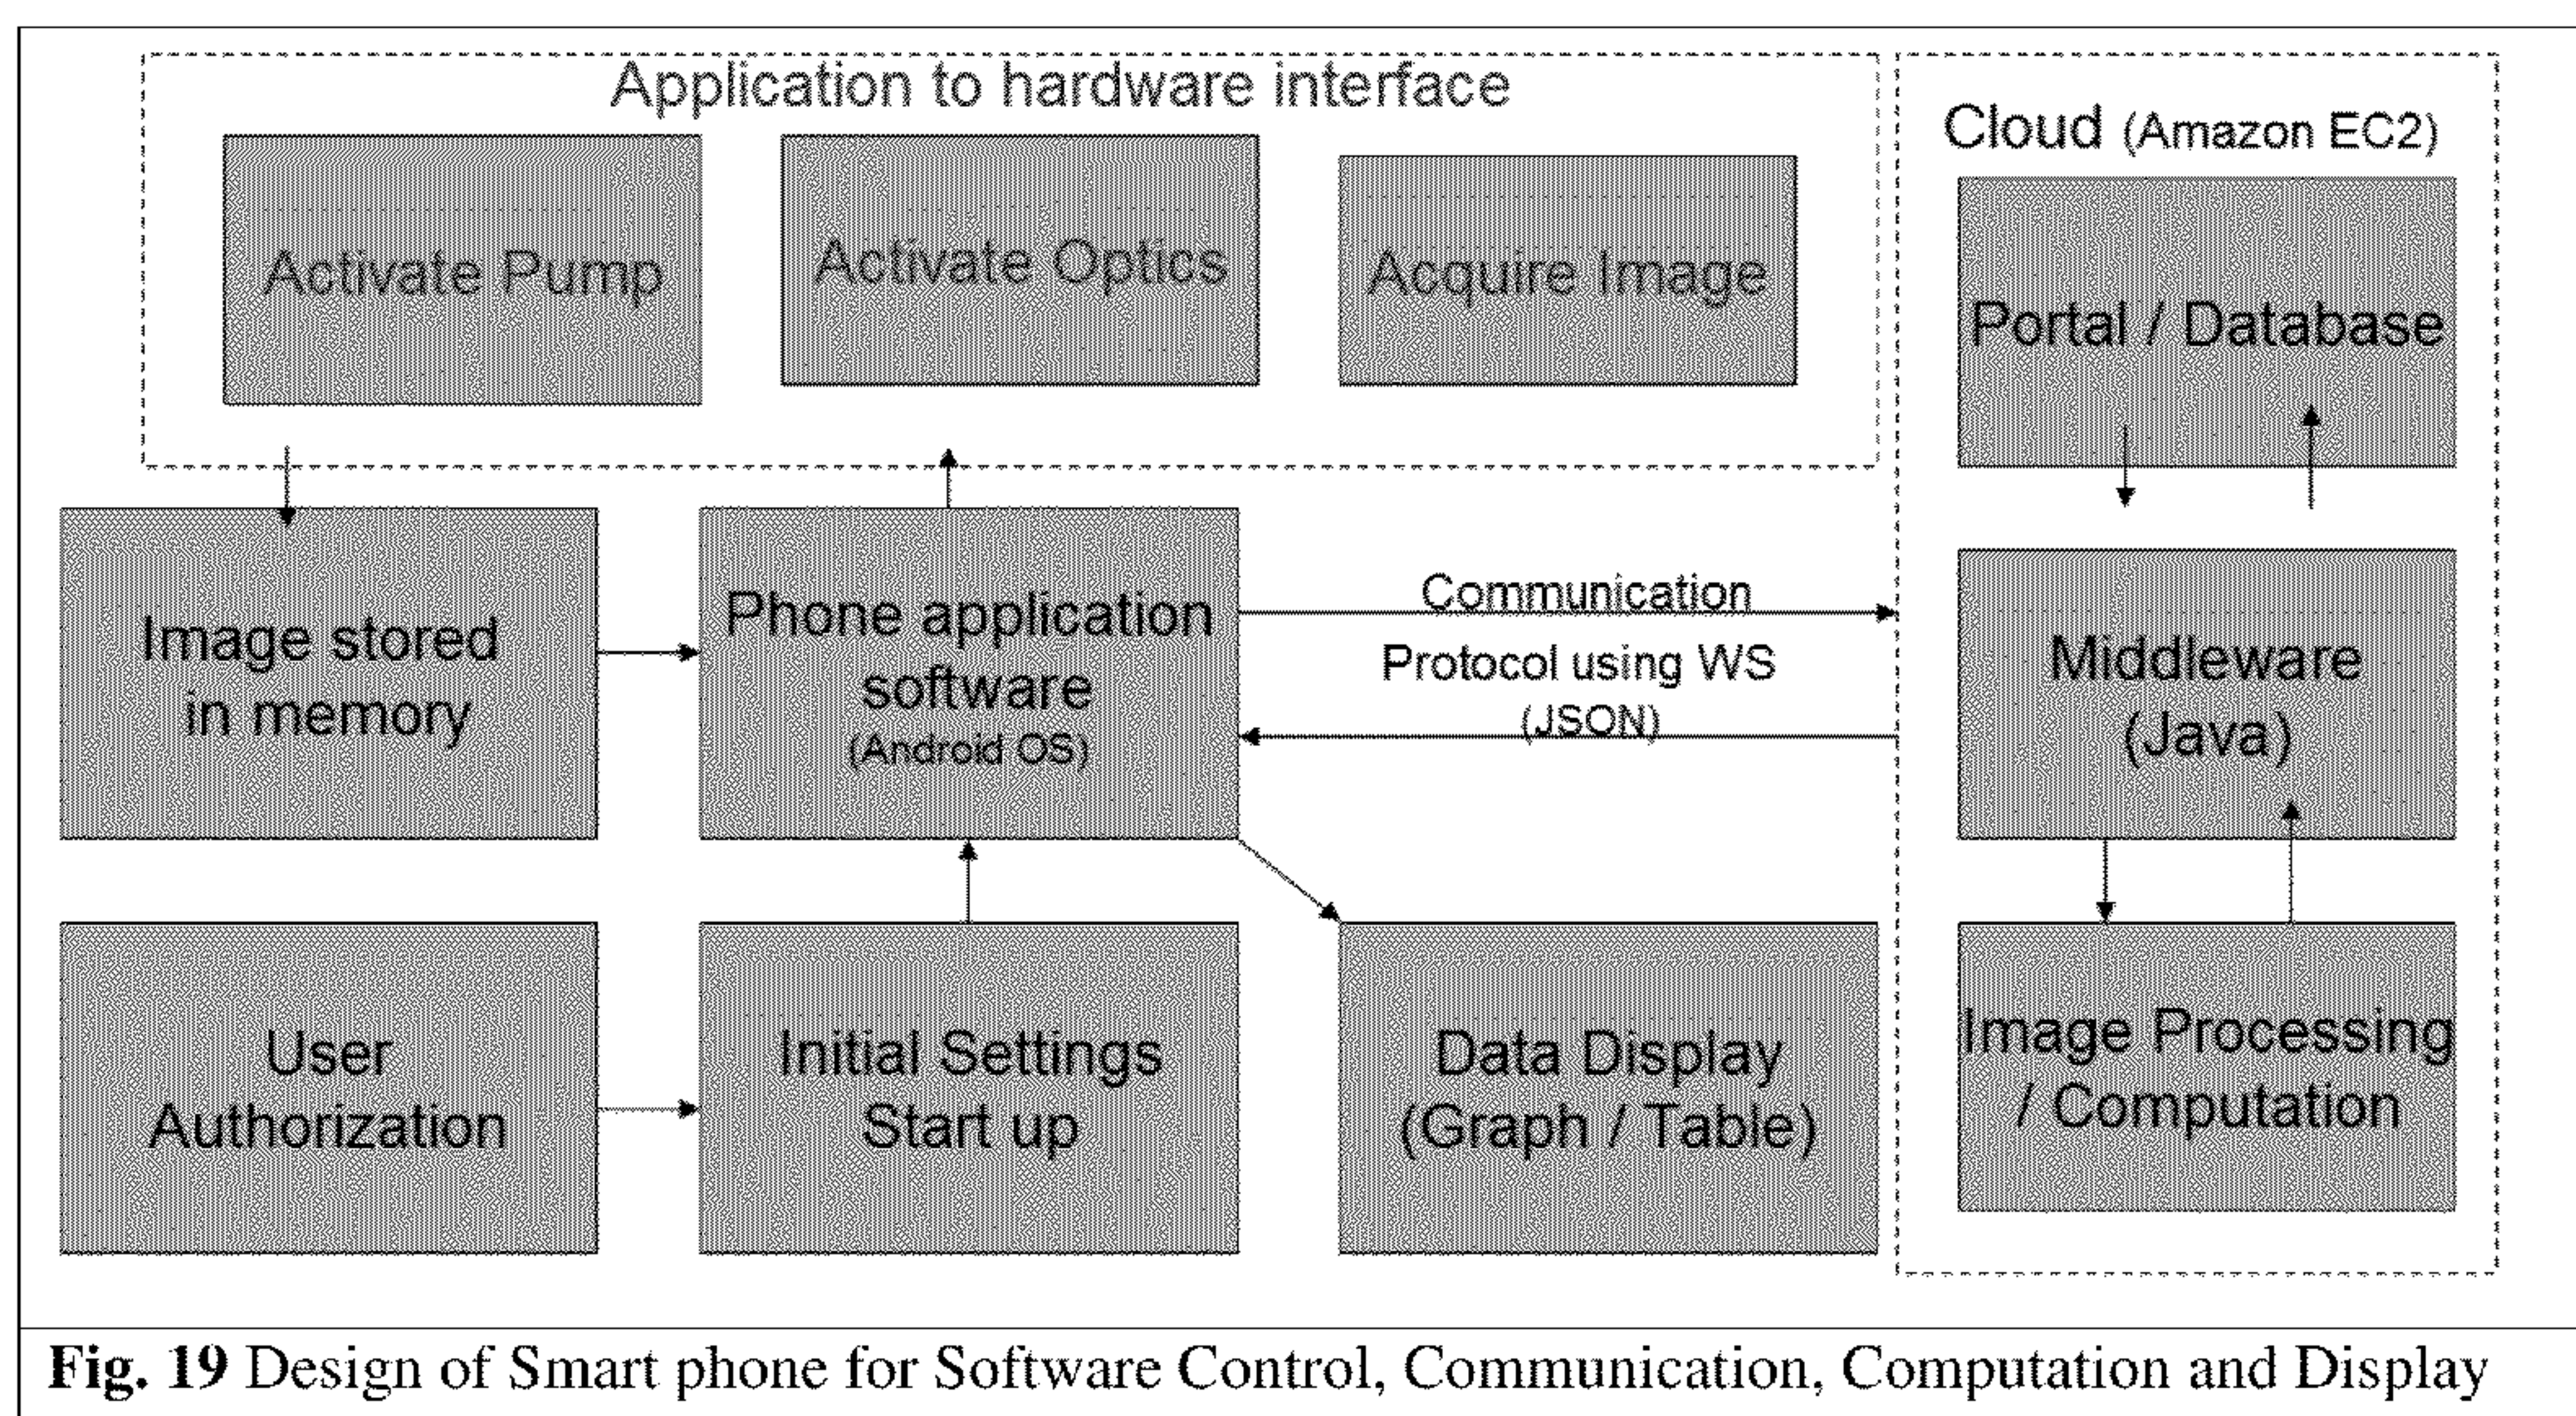 Application to hardware interface
Activate Pump
Activate Optics
Acquire Image
Cloud (Amazon EC2)
Portal / Database
Image stored
in memory
Phone application
software
(Android OS)
Communication
Protocol using WS
(JSON)
Middleware
(Java)
User
Authorization
Initial Settings
Start up
Data Display
(Graph / Table)
Image Processing
/ Computation
Fig. 19 Design of Smart phone for Software Control, Communication, Computation and Display